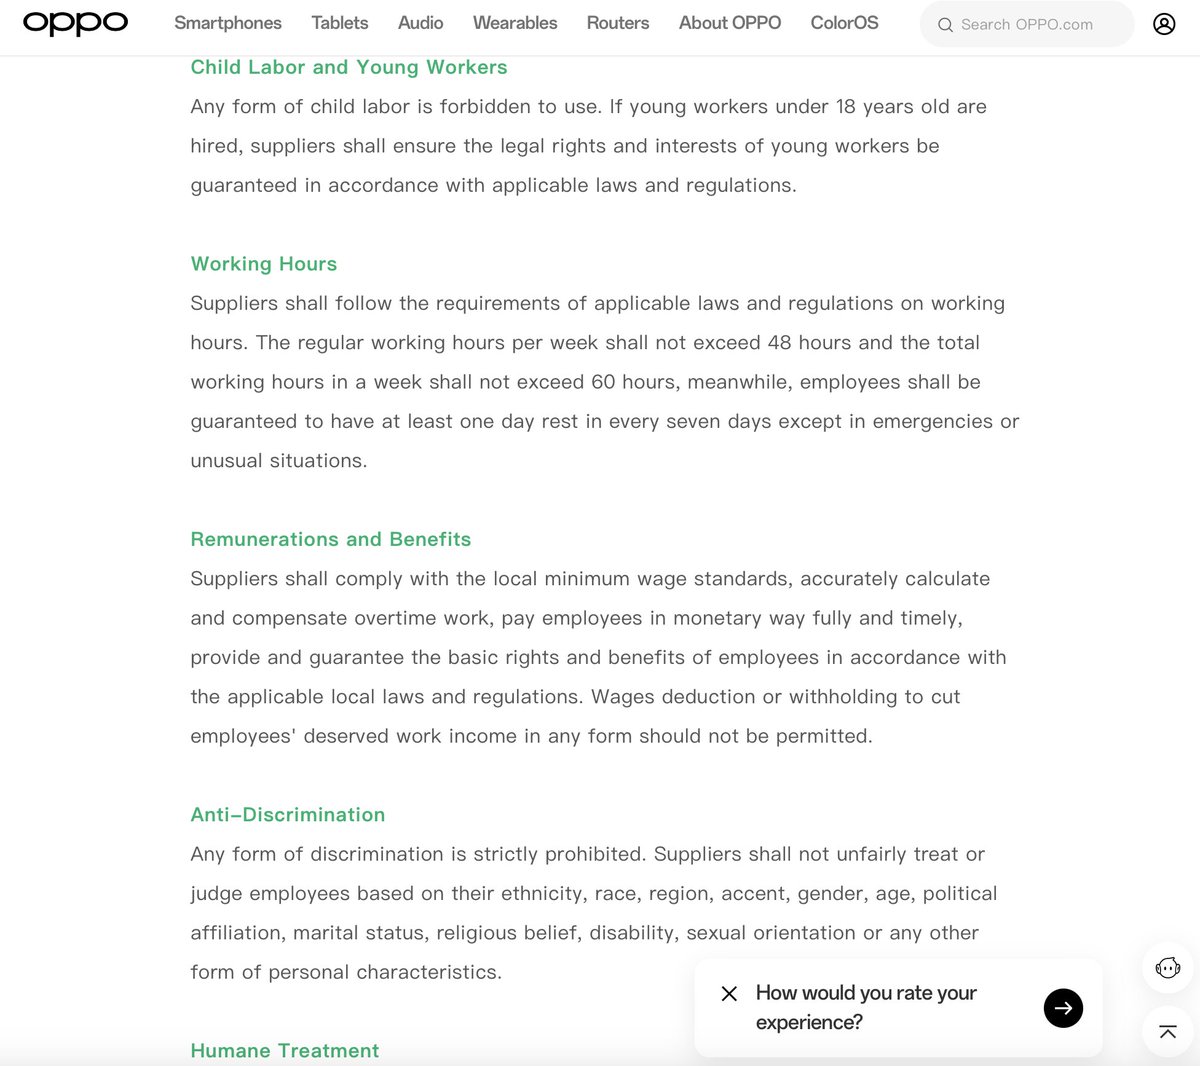 oppo
Smartphones Tablets Audio Wearables Routers About OPPO ColorOS Search OPPO.com
Child Labor and Young Workers
Any form of child labor is forbidden to use. If young workers under 18 years old are
hired, suppliers shall ensure the legal rights and interests of young workers be
guaranteed in accordance with applicable laws and regulations.
Working Hours
Suppliers shall follow the requirements of applicable laws and regulations on working
hours. The regular working hours per week shall not exceed 48 hours and the total
working hours in a week shall not exceed 60 hours, meanwhile, employees shall be
guaranteed to have at least one day rest in every seven days except in emergencies or
unusual situations.
Remunerations and Benefits
Suppliers shall comply with the local minimum wage standards, accurately calculate
and compensate overtime work, pay employees in monetary way fully and timely,
provide and guarantee the basic rights and benefits of employees in accordance with
the applicable local laws and regulations. Wages deduction or withholding to cut
employees' deserved work income in any form should not be permitted.
Anti–Discrimination
Any form of discrimination is strictly prohibited. Suppliers shall not unfairly treat or
judge employees based on their ethnicity, race, region, accent, gender, age, political
affiliation, marital status, religious belief, disability, sexual orientation or any other
form of personal characteristics.
How would you rate your
experience?
Humane Treatment